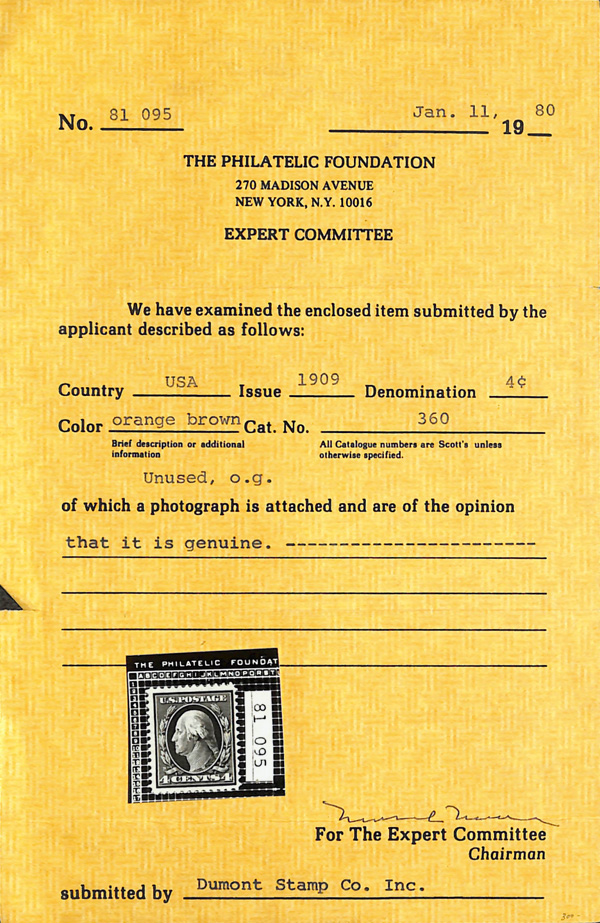 No. 81 095 Jan. 11, 19 80
THE PHILATELIC FOUNDATION
270 MADISON AVENUE
NEW YORK, N.Y. 10016
EXPERT COMMITTEE
We have examined the enclosed item submitted by the
applicant described as follows:
Country USA Issue 1909 Denomination 4¢
Color orange brown Cat. No. 360
Brief description or additional
information
All Catalogue numbers are Scott's unless
otherwise specified.
Unused, o.g.
of which a photograph is attached and are of the opinion
that it is genuine. ------------------------
THE PHILATELIC FOUNDAT
ABCDEFGHIJKLMNOPQRST
U.S. POSTAGE
81 095
4 CENTS 4
For The Expert Committee
Chairman
submitted by Dumont Stamp Co. Inc.